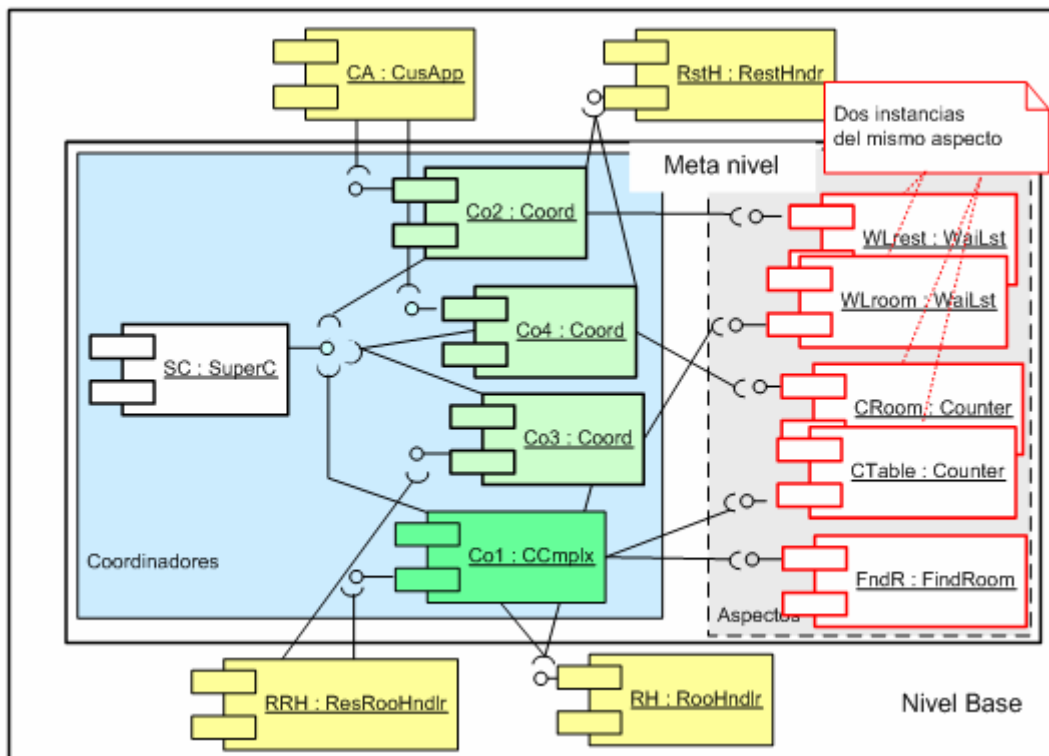 CA : CusApp
RstH : RestHndr
Dos instancias
del mismo aspecto
Meta nivel
Co2 : Coord
WLrest : WaiLst
WLroom : WaiLst
Co4 : Coord
SC : SuperC
CRoom : Counter
Co3 : Coord
CTable : Counter
Coordinadores
Co1 : CCmplx
FndR : FindRoom
Aspectos
RRH : ResRooHndlr
RH : RooHndlr
Nivel Base